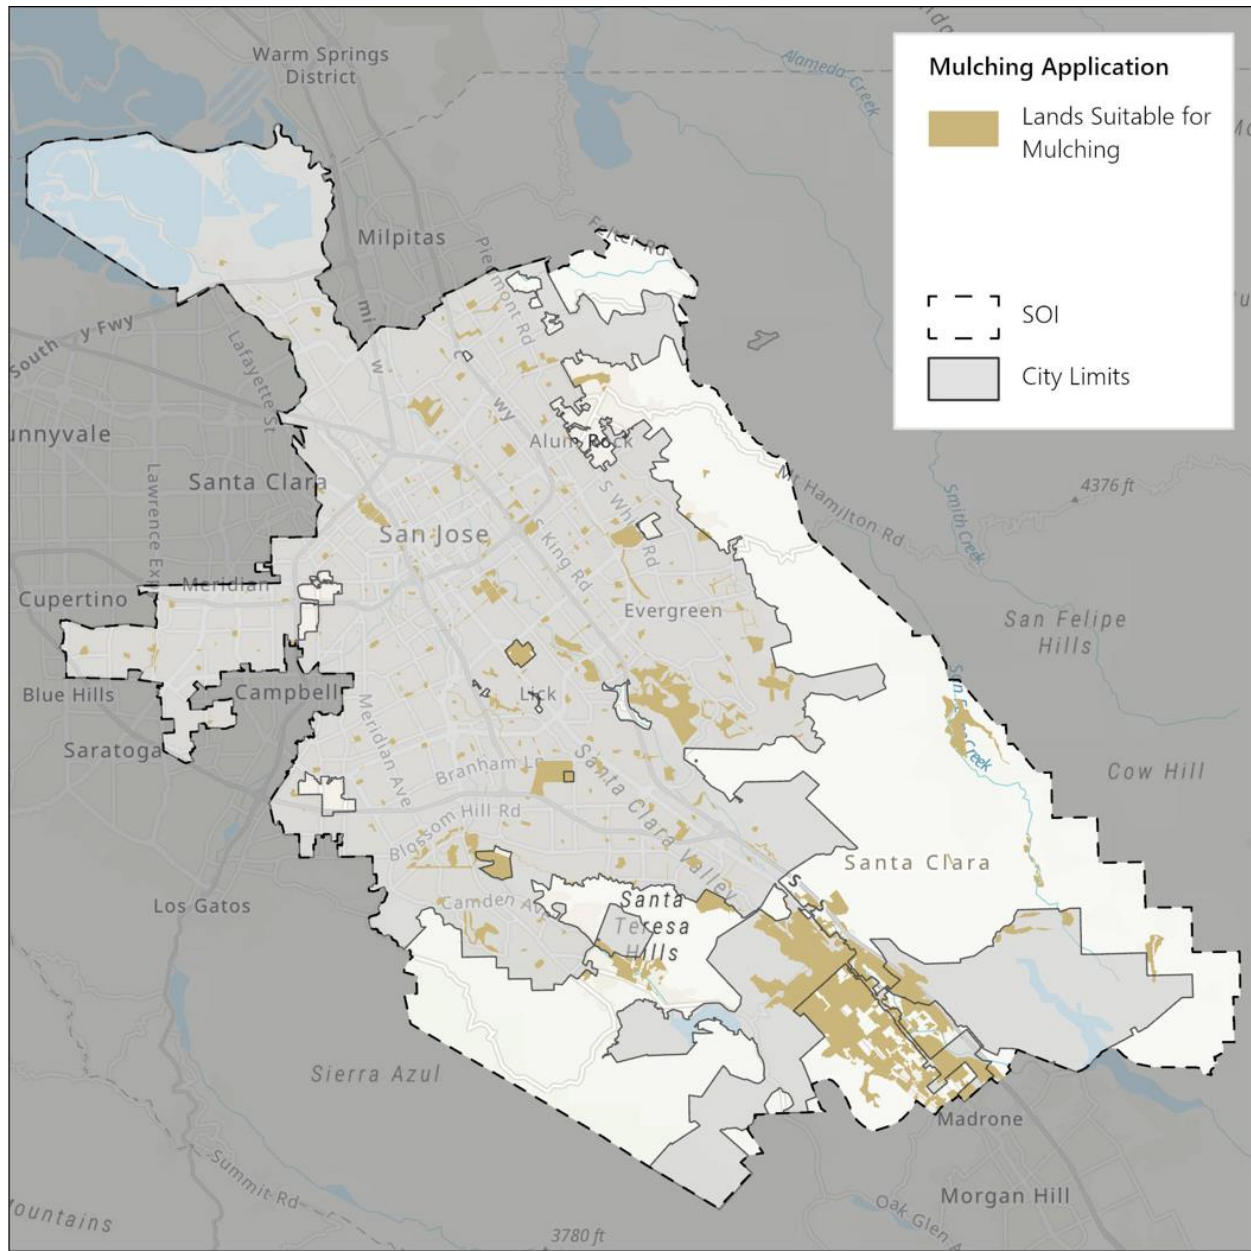 Warm Springs
District
Alameda Creek
Mulching Application
Lands Suitable for
Mulching
SOI
City Limits
Milpitas
Felter Rd
Piedmont Rd
South
y Fwy
Lafayette St
unnyvale
Lawrence Exp
Santa Clara
Alum Rock
San Jose
S King Rd
S White Rd
Mt Hamilton Rd
4376 ft
Smith Creek
Cupertino
Meridian
Evergreen
San Felipe
Hills
Blue Hills
Campbell
Lick
Saratoga
Meridian Ave
Branham Ln
Santa Clara Valley
Creek
Cow Hill
Blossom Hill Rd
Santa Clara
Los Gatos
Camden Ave
Santa
Teresa
Hills
Sierra Azul
Madrone
Summit Rd
Morgan Hill
Oak Glen A
ountains
3780 ft